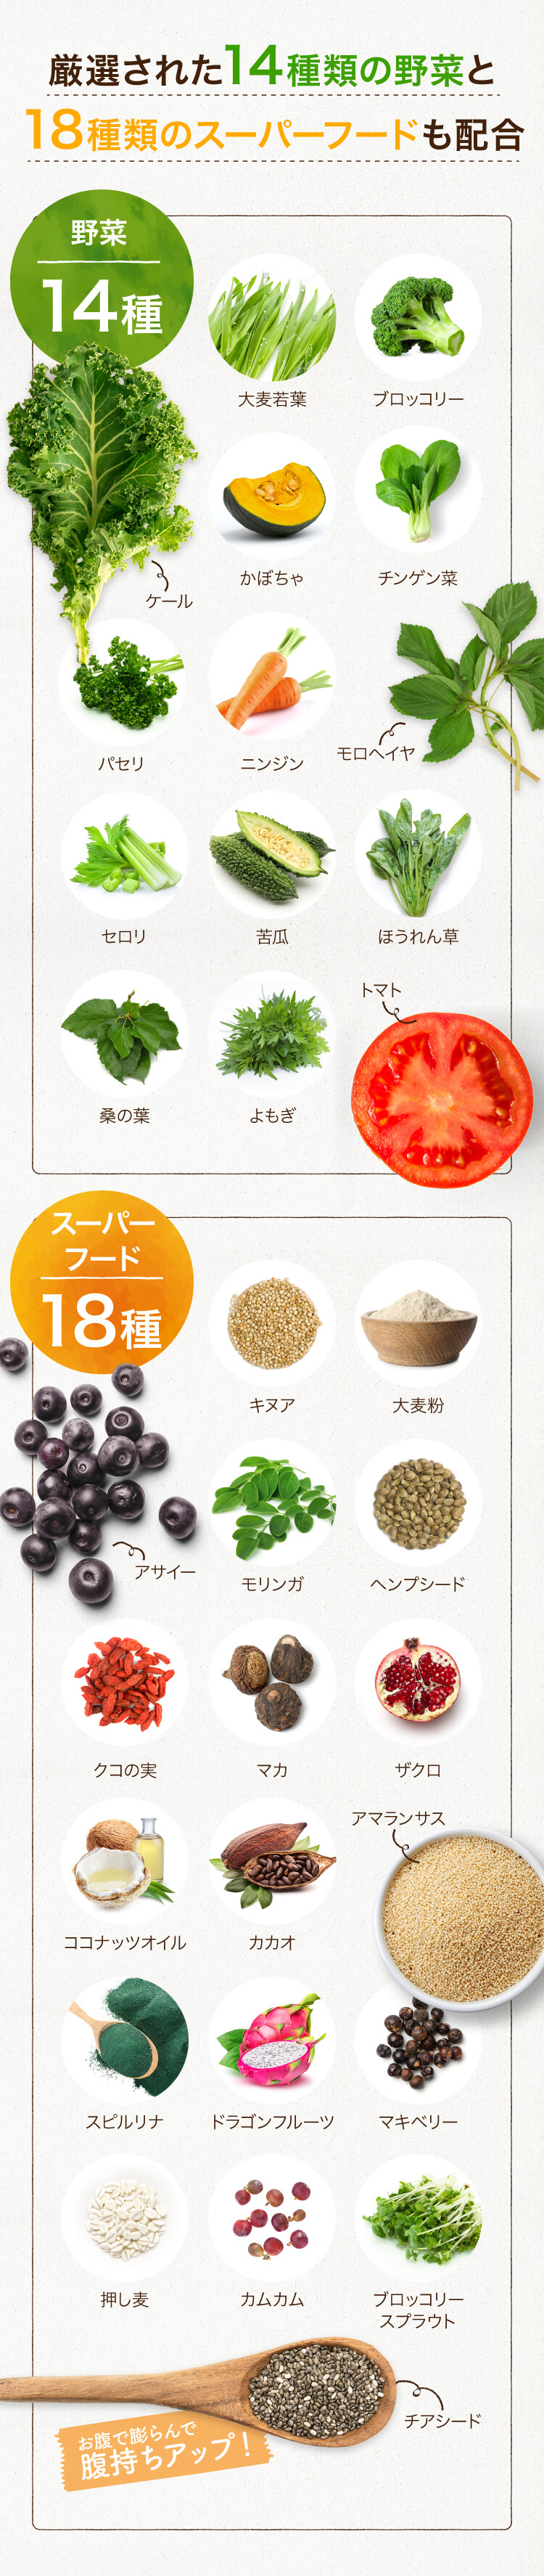 厳選された14種類の野菜と
18種類のスーパーフードも配合
野菜
14種
大麦若葉
ブロッコリー
かぼちゃ
チンゲン菜
ケール
パセリ
ニンジン
モロヘイヤ
セロリ
苦瓜
ほうれん草
トマト
桑の葉
よもぎ
スーパー
フード
18種
キヌア
大麦粉
アサイー
モリンガ
ヘンプシード
クコの実
マカ
ザクロ
アマランサス
ココナッツオイル
カカオ
スピルリナ
ドラゴンフルーツ
マキベリー
押し麦
カムカム
ブロッコリー
スプラウト
チアシード
お腹で膨らんで
腹持ちアップ！